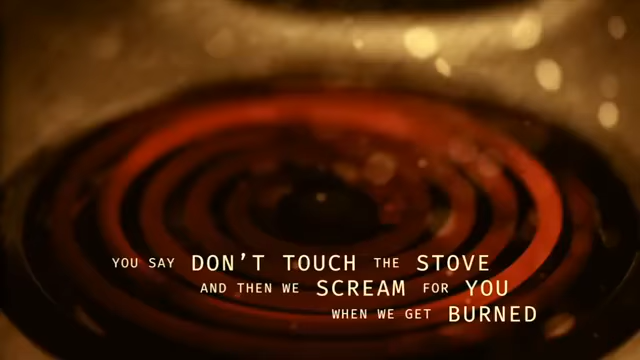 YOU SAY DON'T TOUCH THE STOVE
AND THEN WE SCREAM FOR YOU
WHEN WE GET BURNED